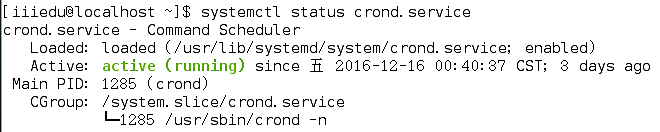 [iiiedu@localhost ~]$ systemctl status crond.service
crond.service - Command Scheduler
   Loaded: loaded (/usr/lib/systemd/system/crond.service; enabled)
   Active: active (running) since 五 2016-12-16 00:40:37 CST; 3 days ago
 Main PID: 1285 (crond)
   CGroup: /system.slice/crond.service
           └─1285 /usr/sbin/crond -n